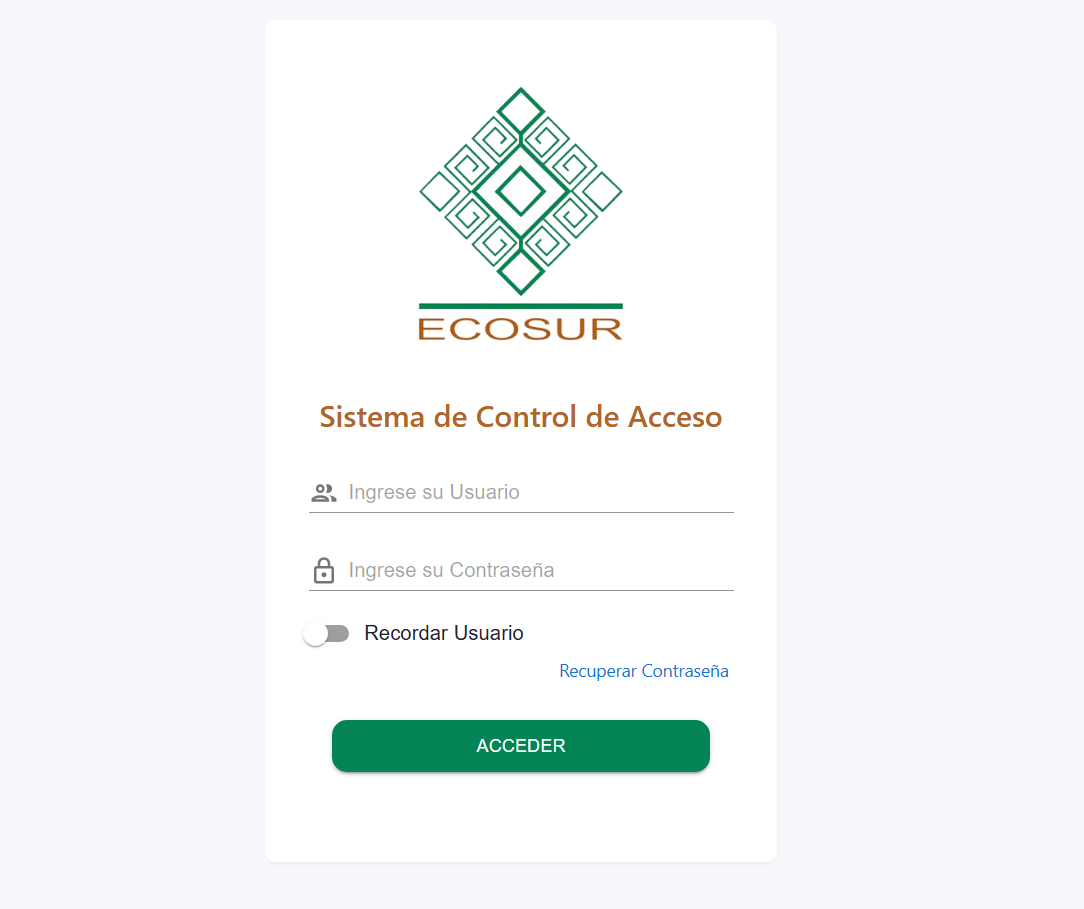 ECOSUR
Sistema de Control de Acceso
Ingrese su Usuario
Ingrese su Contraseña
Recordar Usuario
Recuperar Contraseña
ACCEDER